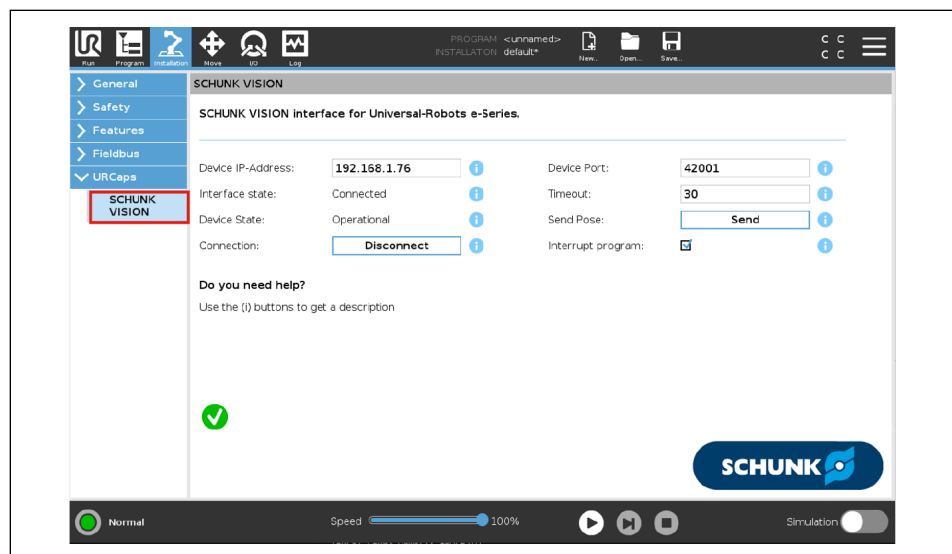 PROGRAM <unnamed>
INSTALLATION default*
C C
C C
Run Program Installation Move I/O Log New... Open... Save...
General
Safety
Features
Fieldbus
URCaps
SCHUNK
VISION
SCHUNK VISION
SCHUNK VISION interface for Universal-Robots e-Series.
Device IP-Address: 192.168.1.76 Device Port: 42001
Interface state: Connected Timeout: 30
Device State: Operational Send Pose: Send
Connection: Disconnect Interrupt program:
Do you need help?
Use the (i) buttons to get a description
SCHUNK
Normal Speed 100% Simulation